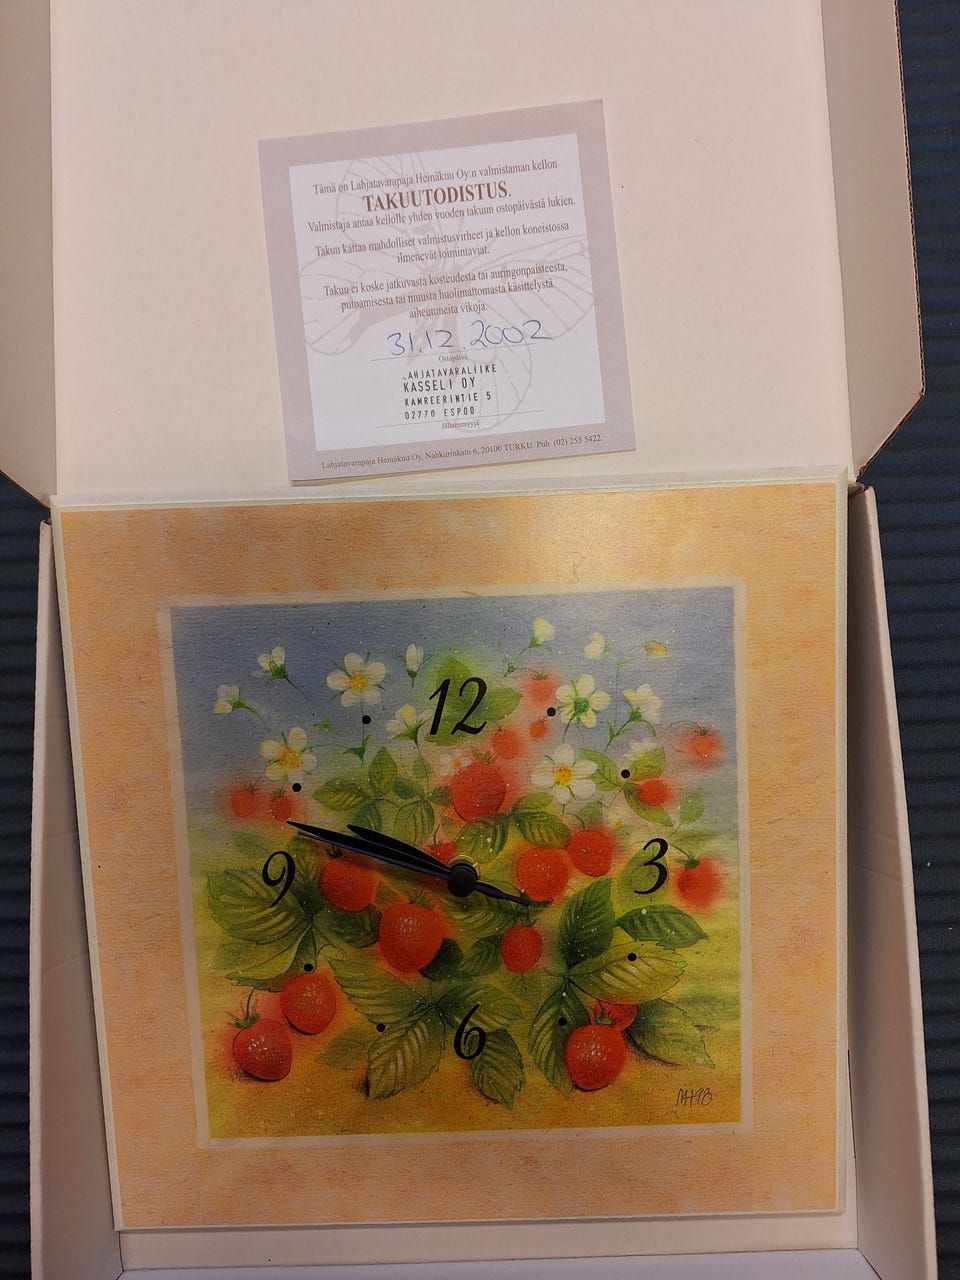 Tämä on Lahjatavarapaja Heinäkuu Oy:n valmistaman kellon
TAKUUTODISTUS.
Valmistaja antaa kellolle yhden vuoden takuun ostopäivästä lukien.
Takuu kattaa mahdolliset valmistusvirheet ja kellon koneistossa
ilmenevät toimintaviat.
Takuu ei koske jatkuvasta kosteudesta tai auringonpaisteesta,
putoamisesta tai muusta huolimattomasta käsittelystä
aiheutuneita vikoja.
31.12.2002
Ostopäivä
LAHJATAVARALIIKE
KASSELI OY
KAMREERINTIE 5
02770 ESPOO
Jälleenmyyjä
Lahjatavarapaja Heinäkuu Oy, Nahkurinkatu 6, 20100 TURKU. Puh. (02) 253 5422.
12
9
3
6